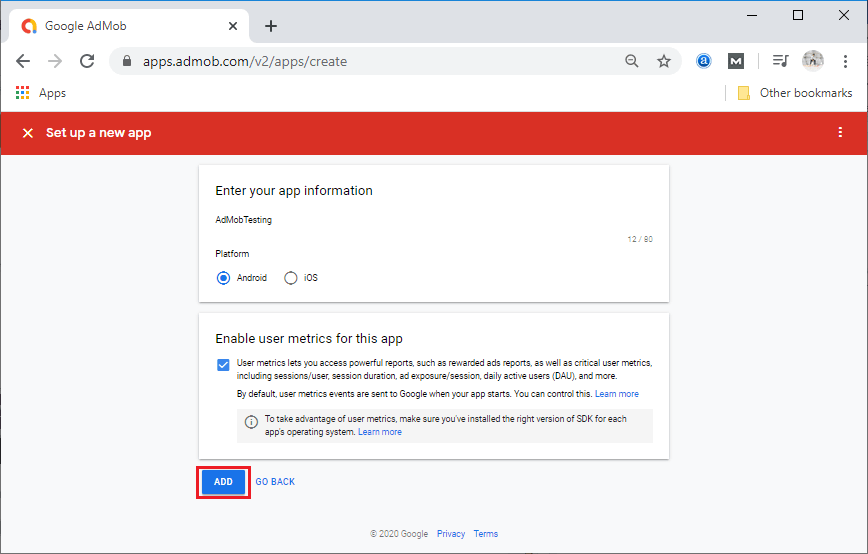 Google AdMob
apps.admob.com/v2/apps/create
Apps
Other bookmarks
Set up a new app
Enter your app information
AdMobTesting
12 / 80
Platform
Android
iOS
Enable user metrics for this app
User metrics lets you access powerful reports, such as rewarded ads reports, as well as critical user metrics,
including sessions/user, session duration, ad exposure/session, daily active users (DAU), and more.
By default, user metrics events are sent to Google when your app starts. You can control this. Learn more
To take advantage of user metrics, make sure you've installed the right version of SDK for each
app's operating system. Learn more
ADD
GO BACK
© 2020 Google Privacy Terms